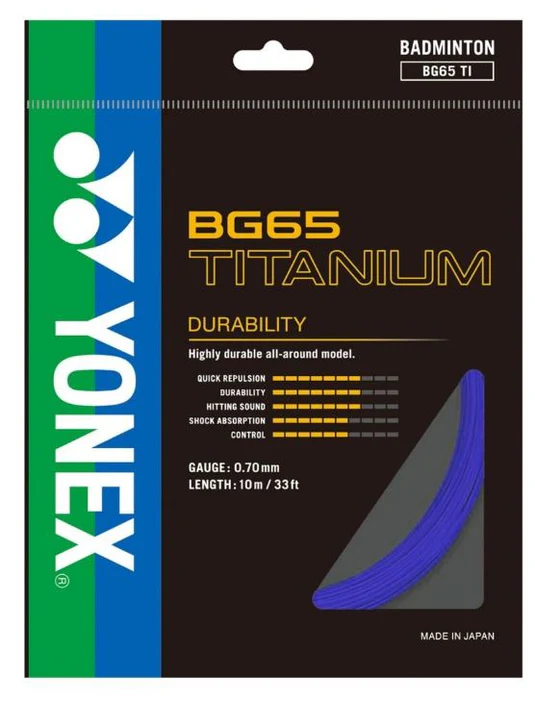 BADMINTON
BG65 TI
YONEX®
BG65
TITANIUM
DURABILITY
Highly durable all-around model.
QUICK REPULSION
DURABILITY
HITTING SOUND
SHOCK ABSORPTION
CONTROL
GAUGE: 0.70mm
LENGTH: 10m / 33ft
MADE IN JAPAN